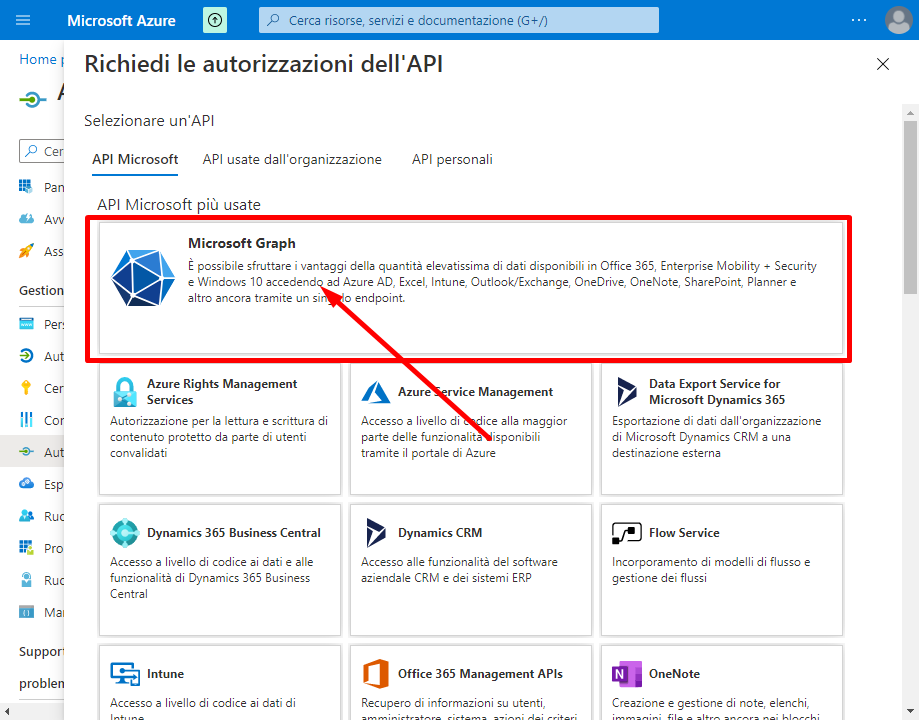 Microsoft Azure
Cerca risorse, servizi e documentazione (G+/)
Home
Richiedi le autorizzazioni dell'API
Selezionare un'API
API Microsoft
API usate dall'organizzazione
API personali
API Microsoft più usate
Microsoft Graph
È possibile sfruttare i vantaggi della quantità elevatissima di dati disponibili in Office 365, Enterprise Mobility + Security
e Windows 10 accedendo ad Azure AD, Excel, Intune, Outlook/Exchange, OneDrive, OneNote, SharePoint, Planner e
altro ancora tramite un singolo endpoint.
Azure Rights Management
Services
Autorizzazione per la lettura e scrittura di
contenuto protetto da parte di utenti
convalidati
Azure Service Management
Accesso a livello di codice alla maggior
parte delle funzionalità disponibili
tramite il portale di Azure
Data Export Service for
Microsoft Dynamics 365
Esportazione di dati dall'organizzazione
di Microsoft Dynamics CRM a una
destinazione esterna
Dynamics 365 Business Central
Accesso a livello di codice ai dati e alle
funzionalità di Dynamics 365 Business
Central
Dynamics CRM
Accesso alle funzionalità del software
aziendale CRM e dei sistemi ERP
Flow Service
Incorporamento di modelli di flusso e
gestione dei flussi
Intune
Accesso a livello di codice ai dati di
Intune
Office 365 Management APIs
Recupero di informazioni su utenti,
amministratore, sistema, azioni dei criteri
OneNote
Creazione e gestione di note, elenchi,
immagini, file e altro ancora nei blocchi
Cer
Pan
Avv
Ass
Gestion
Pers
Aut
Cer
Con
Aut
Esp
Ruo
Pro
Ruo
Man
Suppor
problem